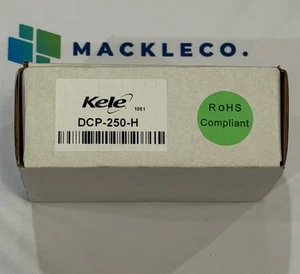 MACKLECO.
Kele
1051
DCP-250-H
RoHS
Compliant